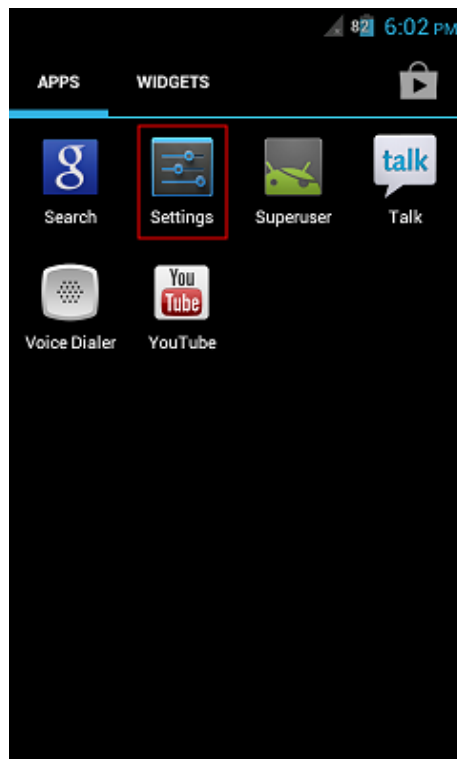 82 6:02 PM
APPS WIDGETS
g talk
Search Settings Superuser Talk
You
Tube
Voice Dialer YouTube